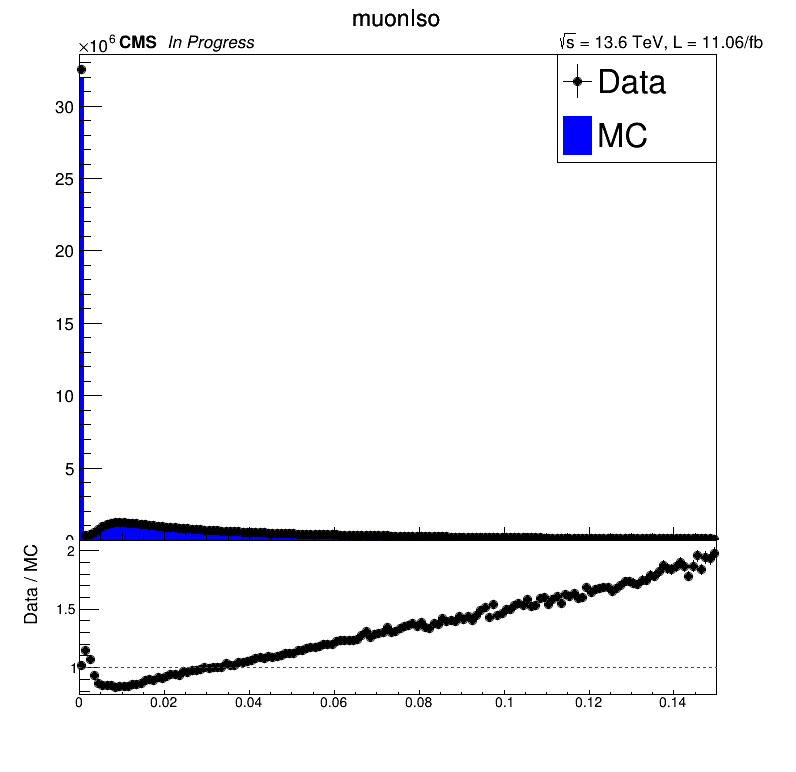 muonIso
×10⁶ CMS In Progress √s = 13.6 TeV, L = 11.06/fb
Data
MC
30
25
20
15
10
5
0
2
1.5
1
Data / MC
0 0.02 0.04 0.06 0.08 0.1 0.12 0.14